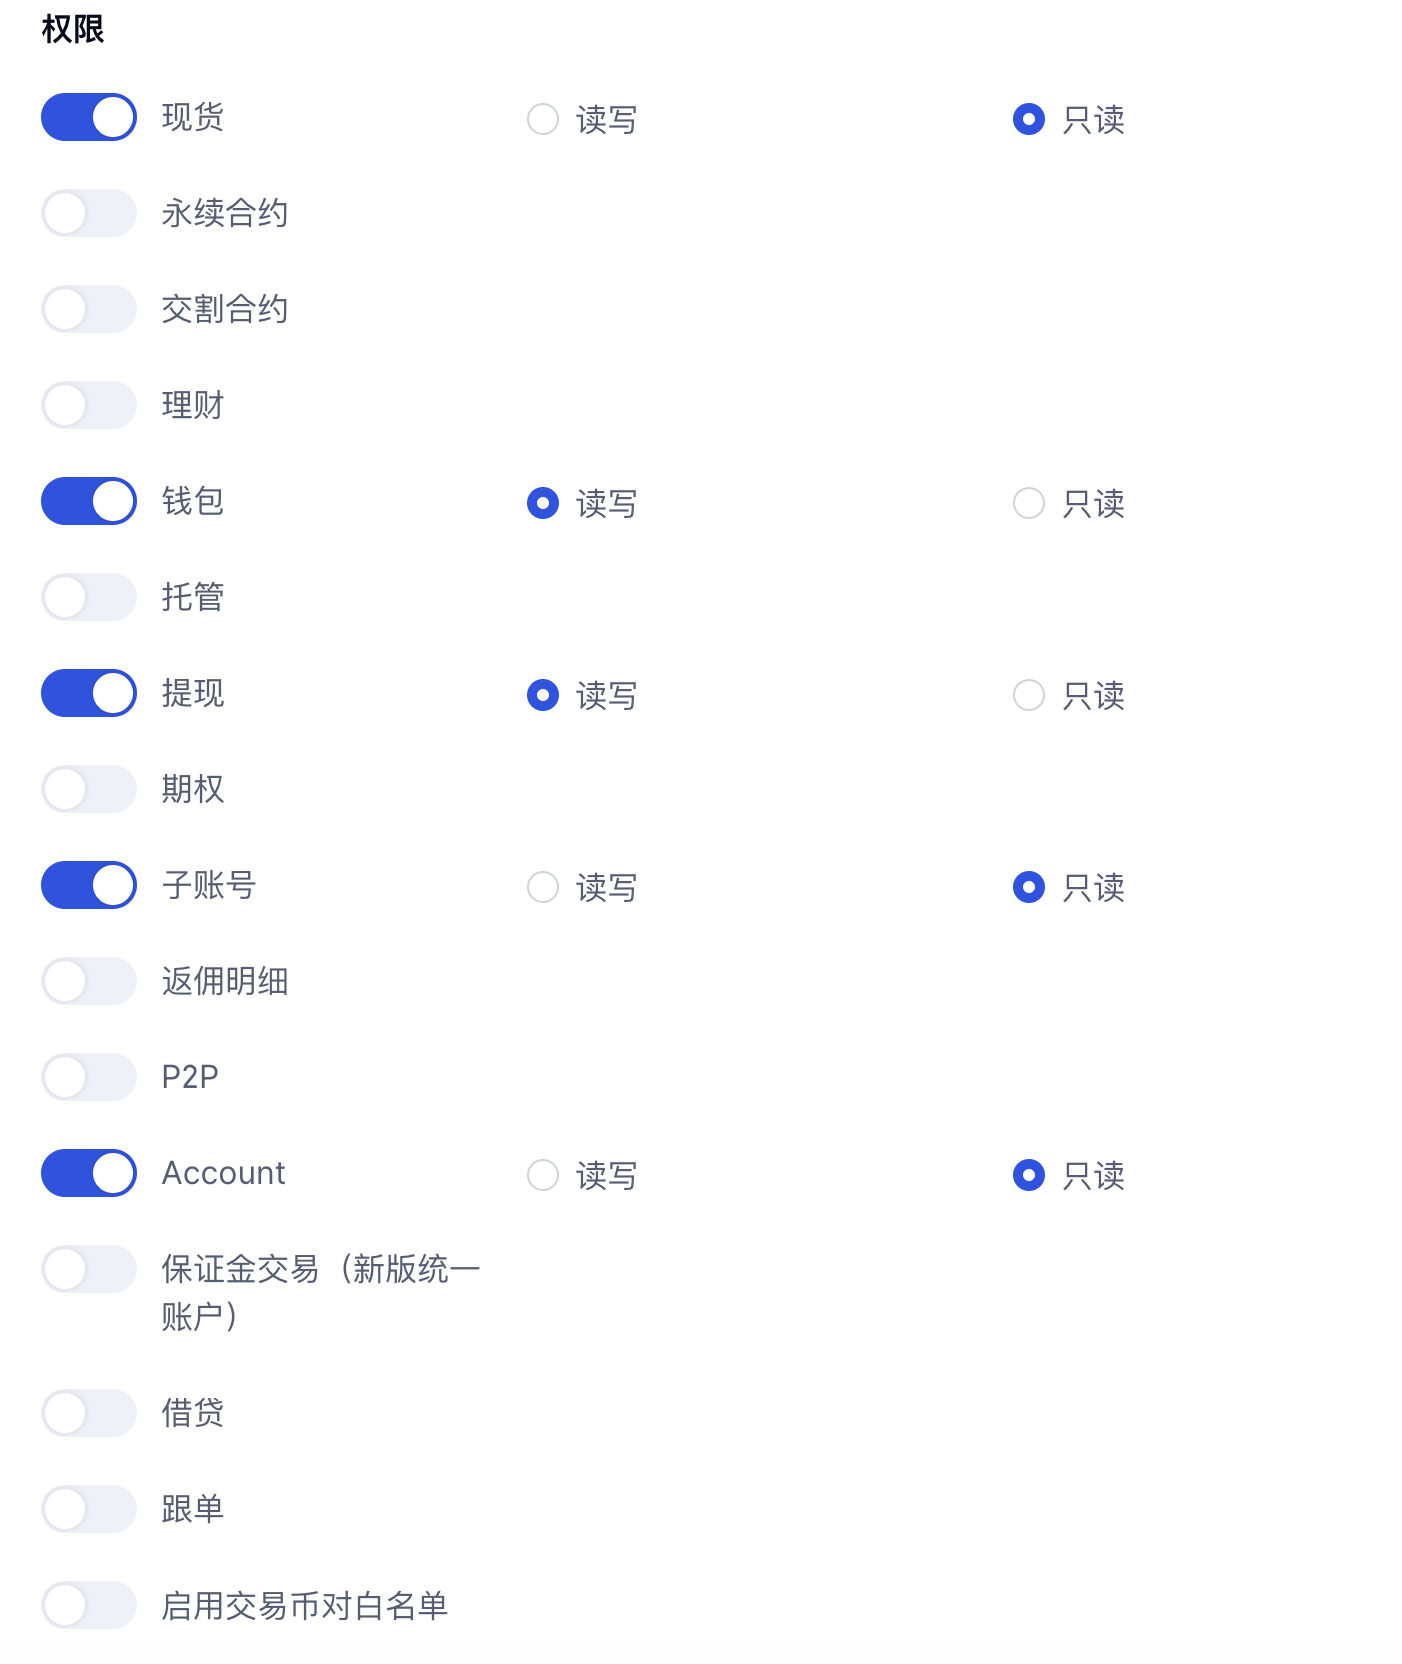 权限
现货 读写 只读
永续合约
交割合约
理财
钱包 读写 只读
托管
提现 读写 只读
期权
子账号 读写 只读
返佣明细
P2P
Account 读写 只读
保证金交易（新版统一
账户）
借贷
跟单
启用交易币对白名单